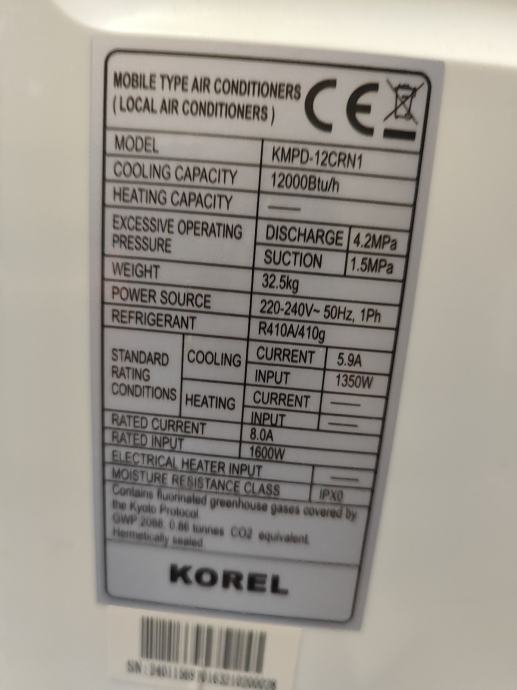 MOBILE TYPE AIR CONDITIONERS
( LOCAL AIR CONDITIONERS )
CE
MODEL KMPD-12CRN1
COOLING CAPACITY 12000Btu/h
HEATING CAPACITY —
EXCESSIVE OPERATING PRESSURE DISCHARGE 4.2MPa
SUCTION 1.5MPa
WEIGHT 32.5kg
POWER SOURCE 220-240V~ 50Hz, 1Ph
REFRIGERANT R410A/410g
STANDARD RATING CONDITIONS COOLING CURRENT 5.9A
INPUT 1350W
HEATING CURRENT —
INPUT —
RATED CURRENT 8.0A
RATED INPUT 1600W
ELECTRICAL HEATER INPUT —
MOISTURE RESISTANCE CLASS IPX0
Contains fluorinated greenhouse gases covered by
the Kyoto Protocol.
GWP 2088. 0.86 tonnes CO2 equivalent.
Hermetically sealed.
KOREL
SN: